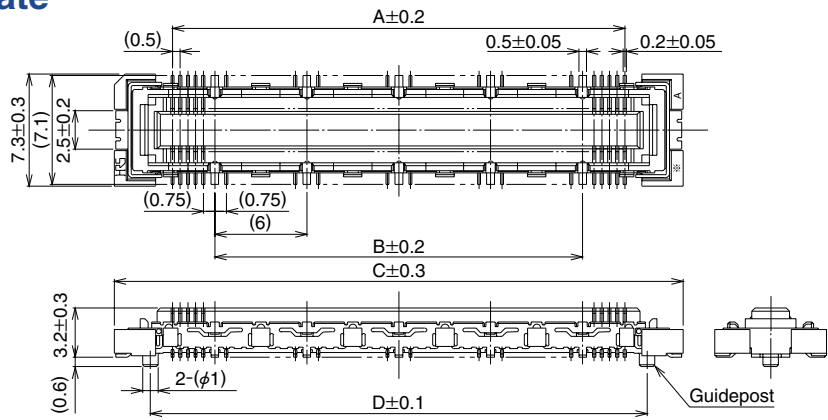 ate
A±0.2
(0.5)
0.5±0.05
0.2±0.05
7.3±0.3
(7.1)
2.5±0.2
A
※
(0.75)
(0.75)
(6)
B±0.2
C±0.3
3.2±0.3
(0.6)
2-(φ1)
D±0.1
Guidepost